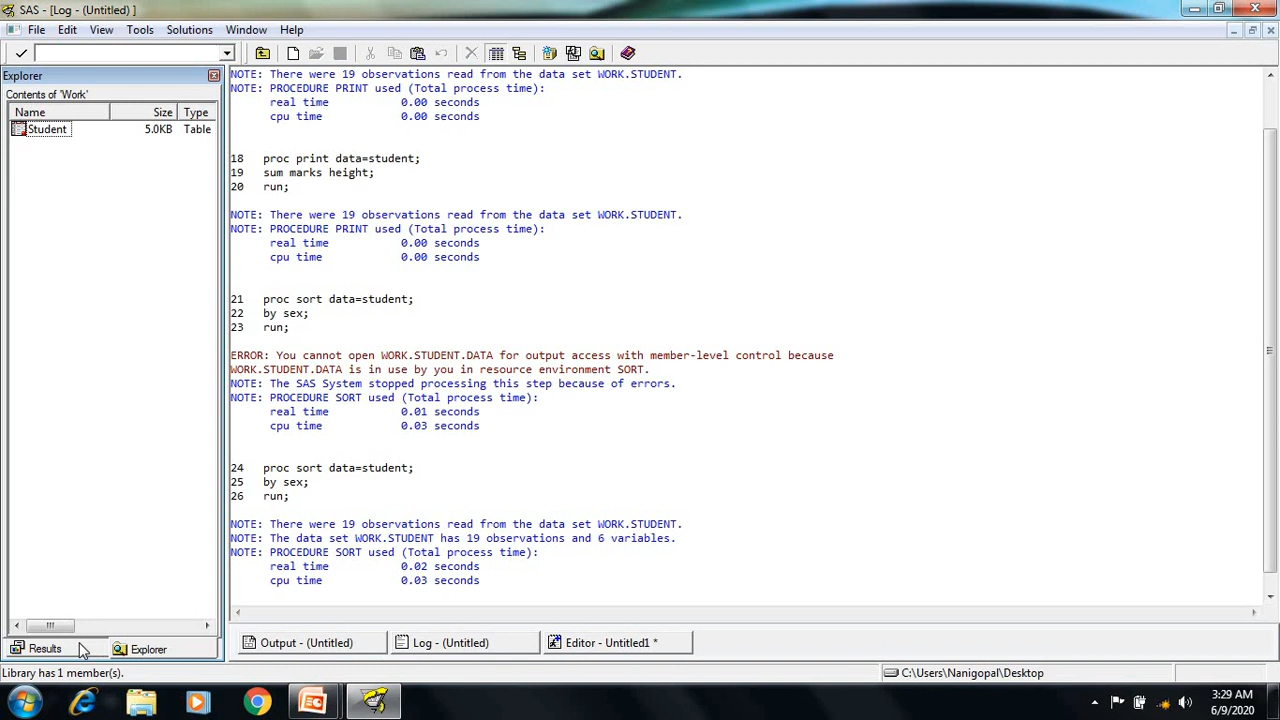 SAS - [Log - (Untitled) ]
File Edit View Tools Solutions Window Help
Explorer
Contents of 'Work'
Name Size Type
Student 5.0KB Table
NOTE: There were 19 observations read from the data set WORK.STUDENT.
NOTE: PROCEDURE PRINT used (Total process time):
real time 0.00 seconds
cpu time 0.00 seconds
18 proc print data=student;
19 sum marks height;
20 run;
NOTE: There were 19 observations read from the data set WORK.STUDENT.
NOTE: PROCEDURE PRINT used (Total process time):
real time 0.00 seconds
cpu time 0.00 seconds
21 proc sort data=student;
22 by sex;
23 run;
ERROR: You cannot open WORK.STUDENT.DATA for output access with member-level control because
WORK.STUDENT.DATA is in use by you in resource environment SORT.
NOTE: The SAS System stopped processing this step because of errors.
NOTE: PROCEDURE SORT used (Total process time):
real time 0.01 seconds
cpu time 0.03 seconds
24 proc sort data=student;
25 by sex;
26 run;
NOTE: There were 19 observations read from the data set WORK.STUDENT.
NOTE: The data set WORK.STUDENT has 19 observations and 6 variables.
NOTE: PROCEDURE SORT used (Total process time):
real time 0.02 seconds
cpu time 0.03 seconds
Results Explorer
Output - (Untitled) Log - (Untitled) Editor - Untitled1 *
Library has 1 member(s). C:\Users\Nanigopal\Desktop
3:29 AM
6/9/2020